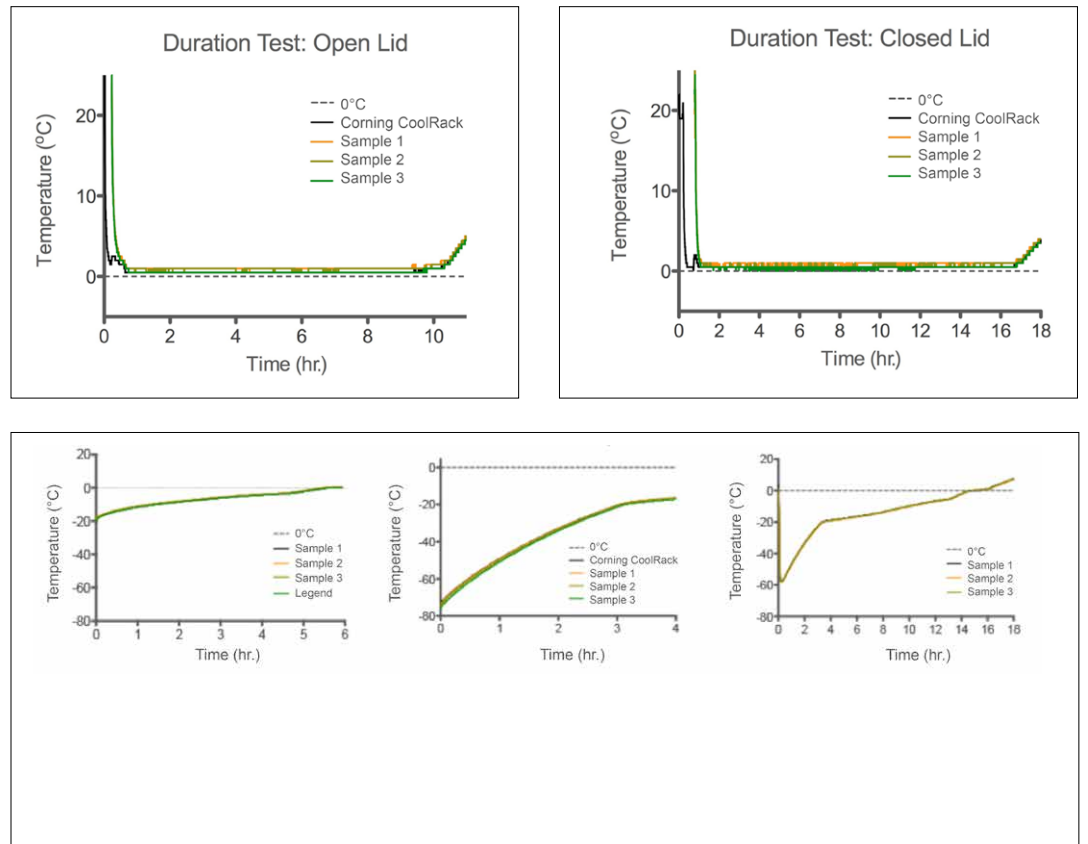 Duration Test: Open Lid
Temperature (ºC)
20
10
0
0°C
Corning CoolRack
Sample 1
Sample 2
Sample 3
0 2 4 6 8 10
Time (hr.)
Duration Test: Closed Lid
Temperature (ºC)
20
10
0
0°C
Corning CoolRack
Sample 1
Sample 2
Sample 3
0 2 4 6 8 10 12 14 16 18
Time (hr.)
Temperature (°C)
20
0
-20
-40
-60
-80
0°C
Sample 1
Sample 2
Sample 3
Legend
0 1 2 3 4 5 6
Time (hr.)
Temperature (°C)
0
-20
-40
-60
-80
0°C
Corning CoolRack
Sample 1
Sample 2
Sample 3
0 1 2 3 4
Time (hr.)
Temperature (°C)
20
0
-20
-40
-60
-80
0°C
Sample 1
Sample 2
Sample 3
0 2 4 6 8 10 12 14 16 18
Time (hr.)